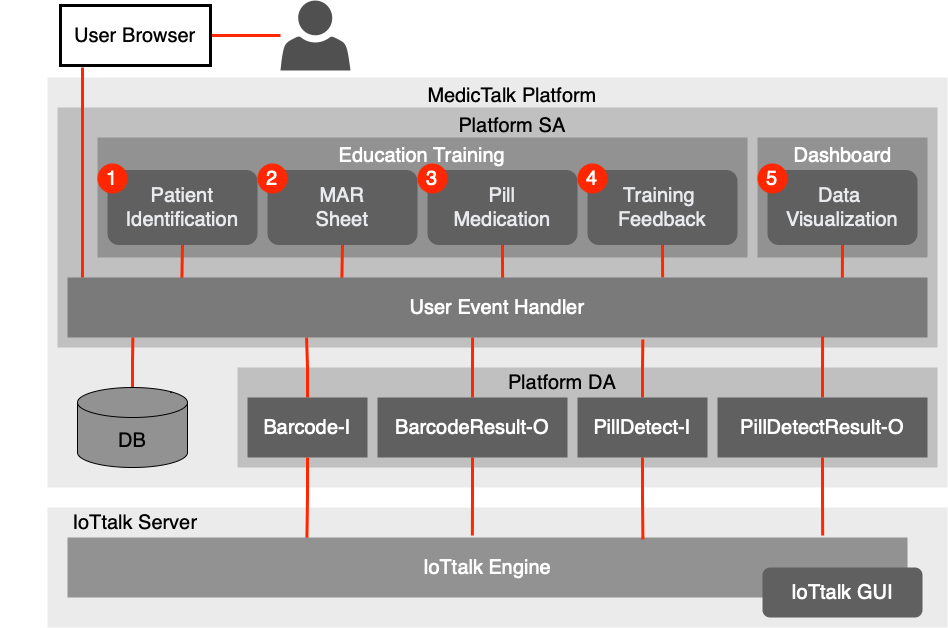 User Browser
MedicTalk Platform
Platform SA
Education Training
Dashboard
1
Patient
Identification
2
MAR
Sheet
3
Pill
Medication
4
Training
Feedback
5
Data
Visualization
User Event Handler
Platform DA
DB
Barcode-I
BarcodeResult-O
PillDetect-I
PillDetectResult-O
IoTtalk Server
IoTtalk Engine
IoTtalk GUI